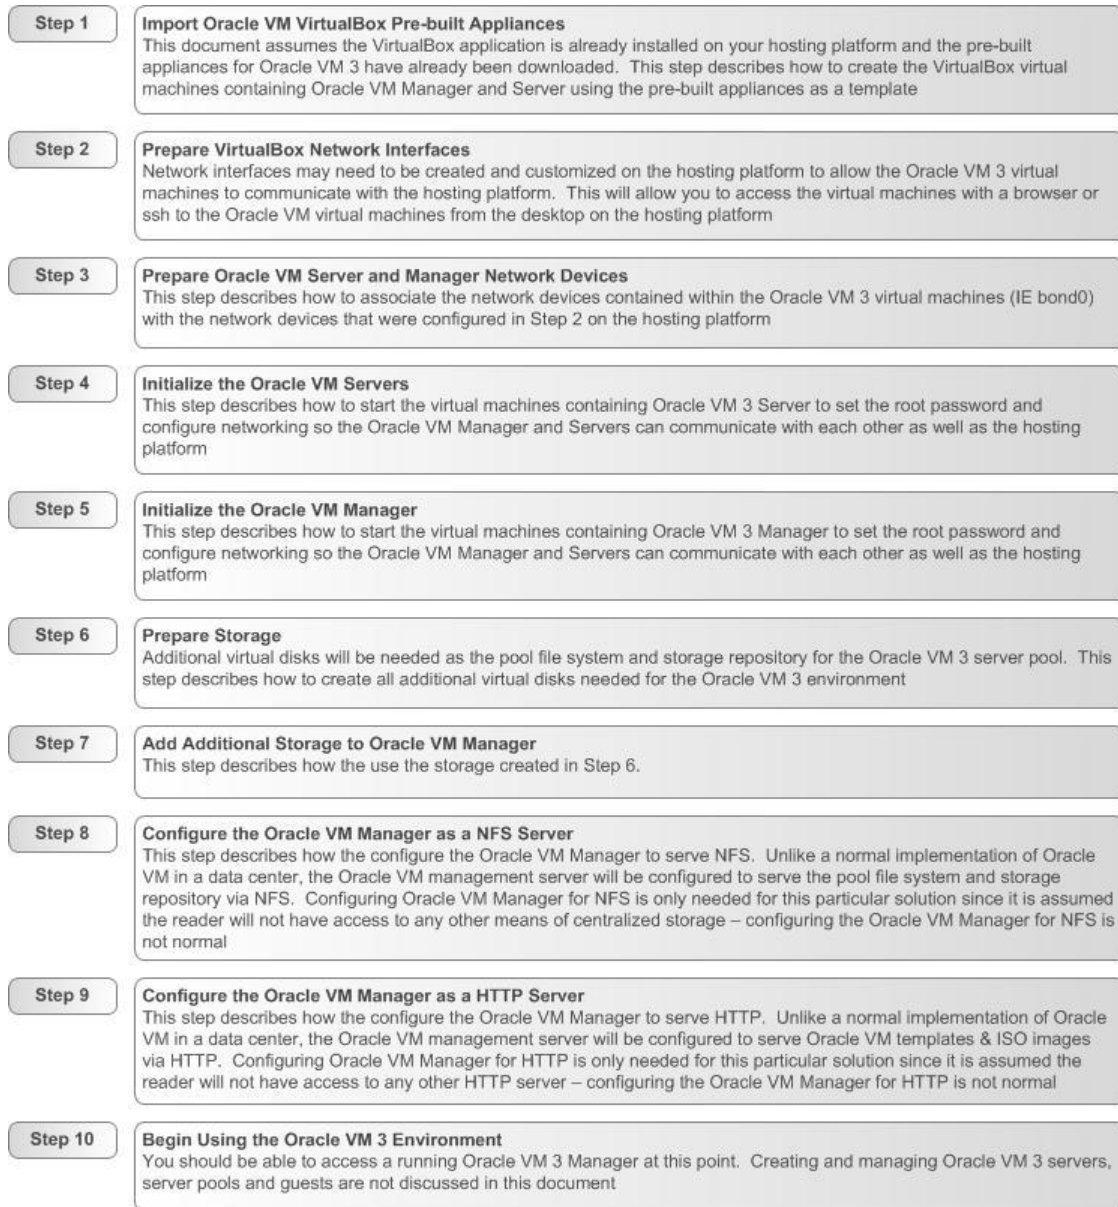 Step 1
Import Oracle VM VirtualBox Pre-built Appliances
This document assumes the VirtualBox application is already installed on your hosting platform and the pre-built
appliances for Oracle VM 3 have already been downloaded.  This step describes how to create the VirtualBox virtual
machines containing Oracle VM Manager and Server using the pre-built appliances as a template
Step 2
Prepare VirtualBox Network Interfaces
Network interfaces may need to be created and customized on the hosting platform to allow the Oracle VM 3 virtual
machines to communicate with the hosting platform.  This will allow you to access the virtual machines with a browser or
ssh to the Oracle VM virtual machines from the desktop on the hosting platform
Step 3
Prepare Oracle VM Server and Manager Network Devices
This step describes how to associate the network devices contained within the Oracle VM 3 virtual machines (IE bond0)
with the network devices that were configured in Step 2 on the hosting platform
Step 4
Initialize the Oracle VM Servers
This step describes how to start the virtual machines containing Oracle VM 3 Server to set the root password and
configure networking so the Oracle VM Manager and Servers can communicate with each other as well as the hosting
platform
Step 5
Initialize the Oracle VM Manager
This step describes how to start the virtual machines containing Oracle VM 3 Manager to set the root password and
configure networking so the Oracle VM Manager and Servers can communicate with each other as well as the hosting
platform
Step 6
Prepare Storage
Additional virtual disks will be needed as the pool file system and storage repository for the Oracle VM 3 server pool.  This
step describes how to create all additional virtual disks needed for the Oracle VM 3 environment
Step 7
Add Additional Storage to Oracle VM Manager
This step describes how the use the storage created in Step 6.
Step 8
Configure the Oracle VM Manager as a NFS Server
This step describes how the configure the Oracle VM Manager to serve NFS.  Unlike a normal implementation of Oracle
VM in a data center, the Oracle VM management server will be configured to serve the pool file system and storage
repository via NFS.  Configuring Oracle VM Manager for NFS is only needed for this particular solution since it is assumed
the reader will not have access to any other means of centralized storage – configuring the Oracle VM Manager for NFS is
not normal
Step 9
Configure the Oracle VM Manager as a HTTP Server
This step describes how the configure the Oracle VM Manager to serve HTTP.  Unlike a normal implementation of Oracle
VM in a data center, the Oracle VM management server will be configured to serve Oracle VM templates & ISO images
via HTTP.  Configuring Oracle VM Manager for HTTP is only needed for this particular solution since it is assumed the
reader will not have access to any other HTTP server – configuring the Oracle VM Manager for HTTP is not normal
Step 10
Begin Using the Oracle VM 3 Environment
You should be able to access a running Oracle VM 3 Manager at this point.  Creating and managing Oracle VM 3 servers,
server pools and guests are not discussed in this document